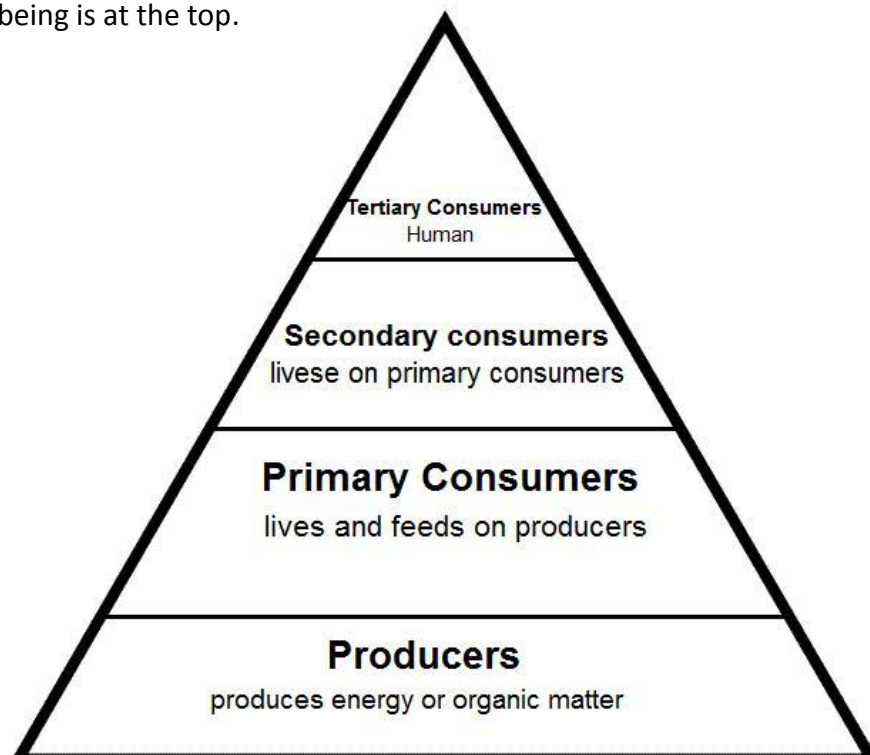 being is at the top.
Tertiary Consumers
Human
Secondary consumers
livese on primary consumers
Primary Consumers
lives and feeds on producers
Producers
produces energy or organic matter